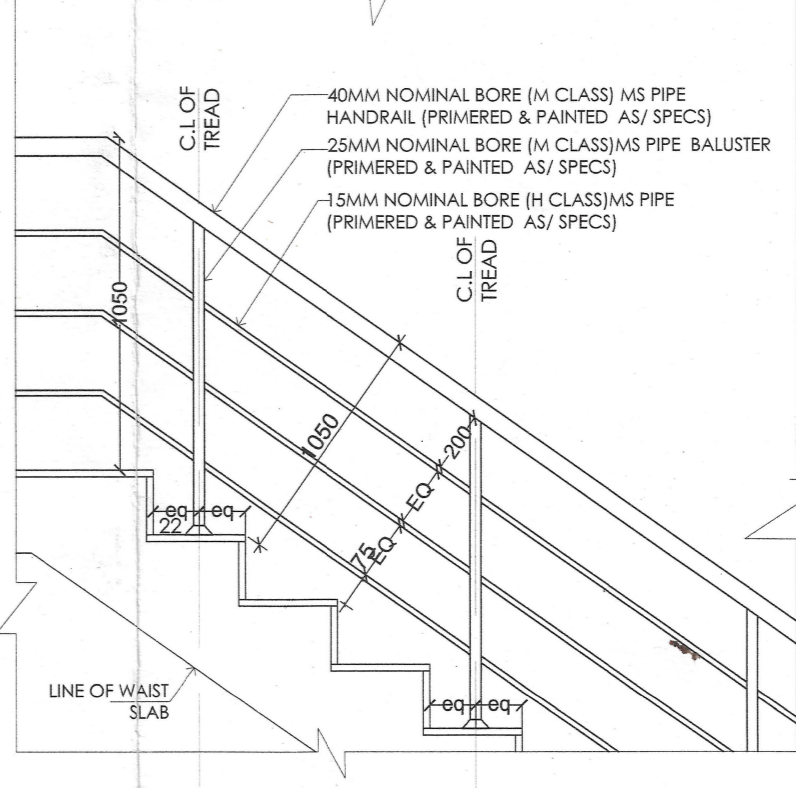 C.L OF
TREAD
40MM NOMINAL BORE (M CLASS) MS PIPE
HANDRAIL (PRIMERED & PAINTED AS/ SPECS)
25MM NOMINAL BORE (M CLASS)MS PIPE BALUSTER
(PRIMERED & PAINTED AS/ SPECS)
15MM NOMINAL BORE (H CLASS)MS PIPE
(PRIMERED & PAINTED AS/ SPECS)
C.L OF
TREAD
1050
1050
200
EQ
EQ
75
eq eq
22
LINE OF WAIST
SLAB
eq eq